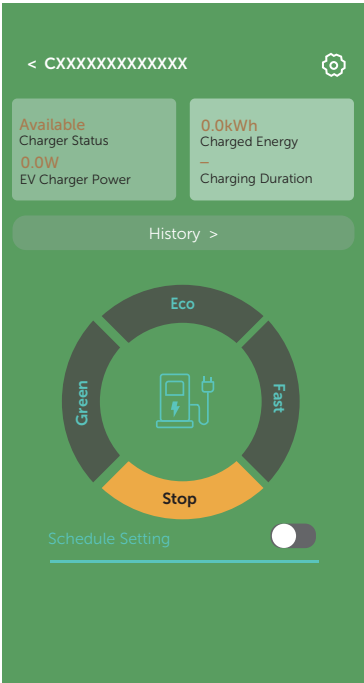 < CXXXXXXXXXXXXX
Available
Charger Status
0.0W
EV Charger Power
0.0kWh
Charged Energy
–
Charging Duration
History >
Eco
Green
Fast
Stop
Schedule Setting